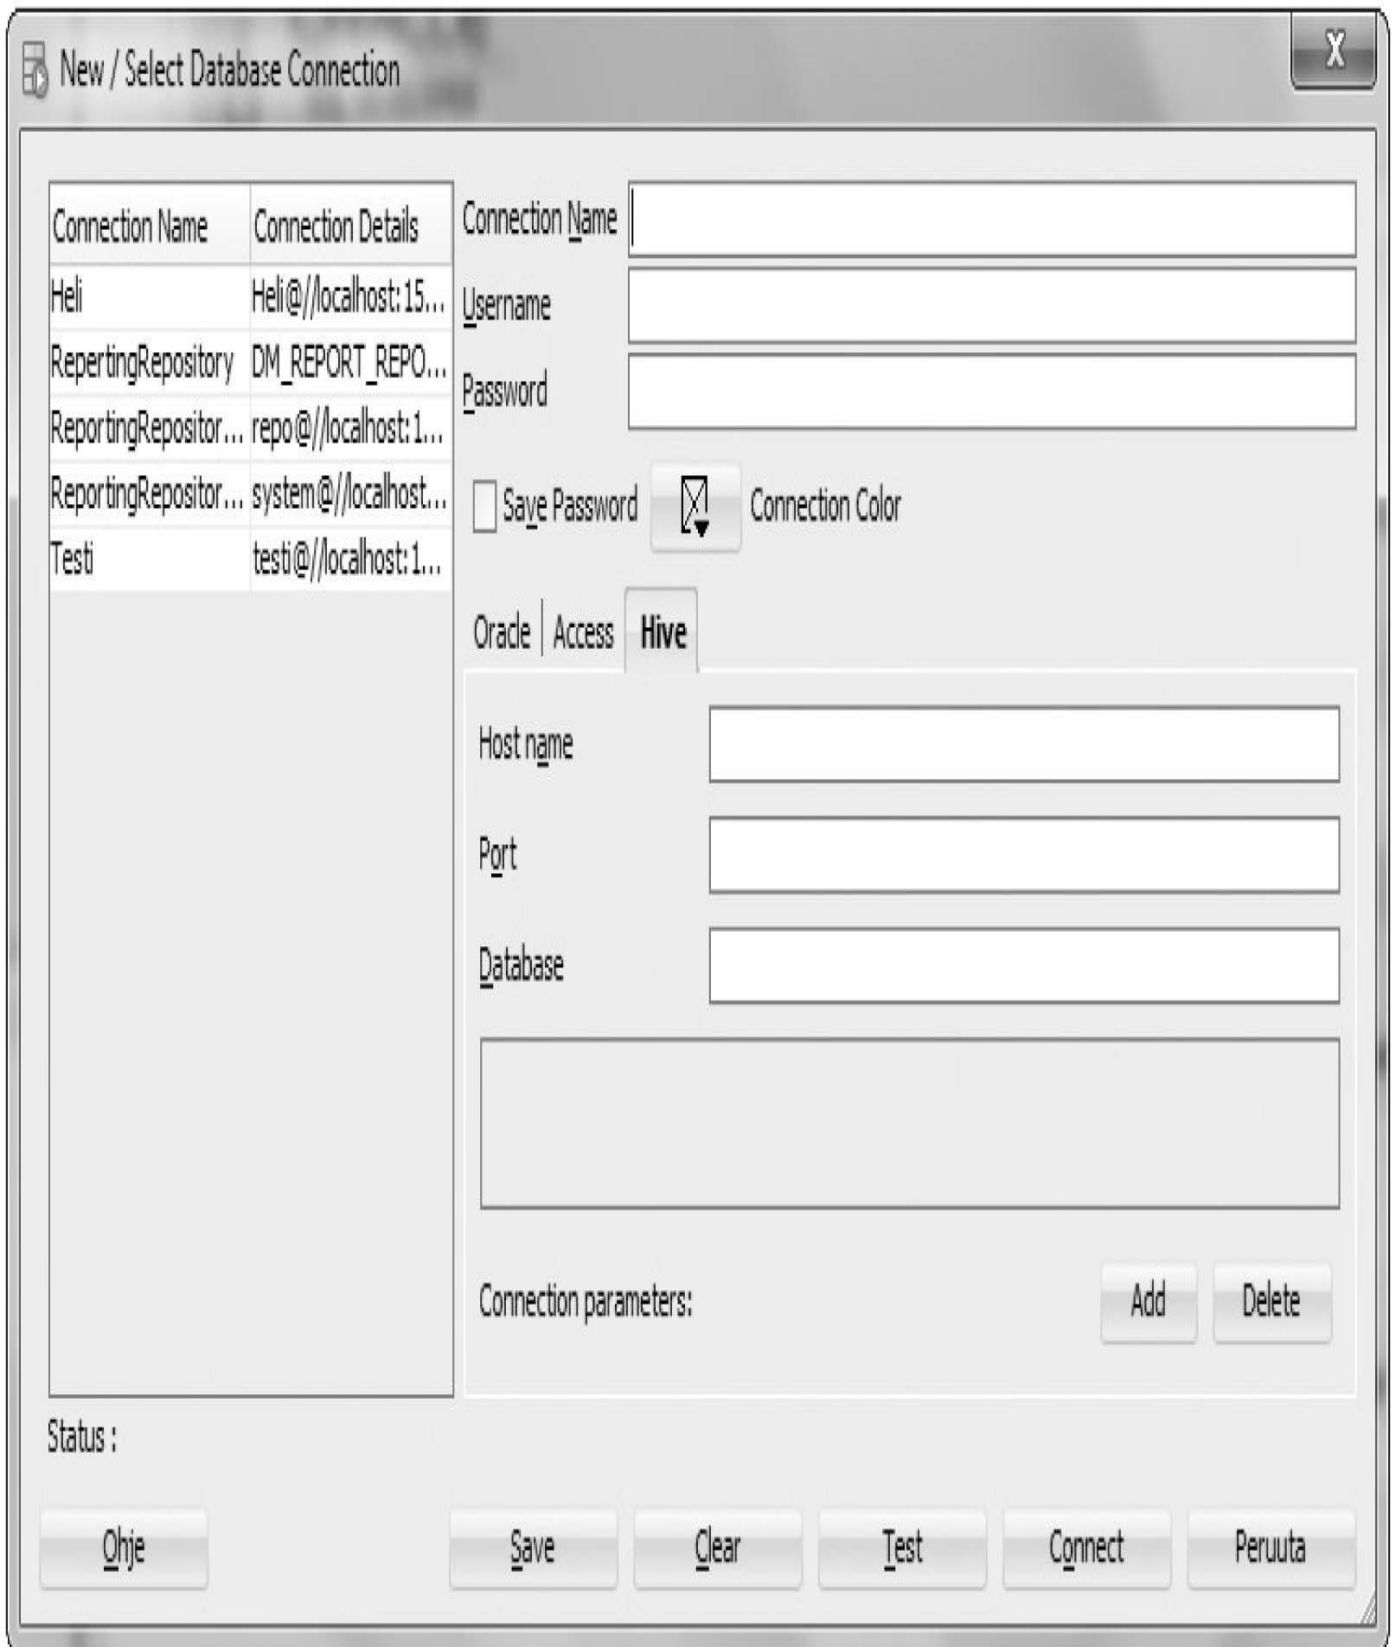 New / Select Database Connection
X
Connection Name Connection Details
Heli Heli@//localhost:15...
RepertingRepository DM_REPORT_REPO...
ReportingRepositor... repo@//localhost:1...
ReportingRepositor... system@//localhost...
Testi testi@//localhost:1...
Connection Name
Username
Password
Save Password Connection Color
Oracle Access Hive
Host name
Port
Database
Connection parameters: Add Delete
Status :
Ohje Save Clear Test Connect Peruuta